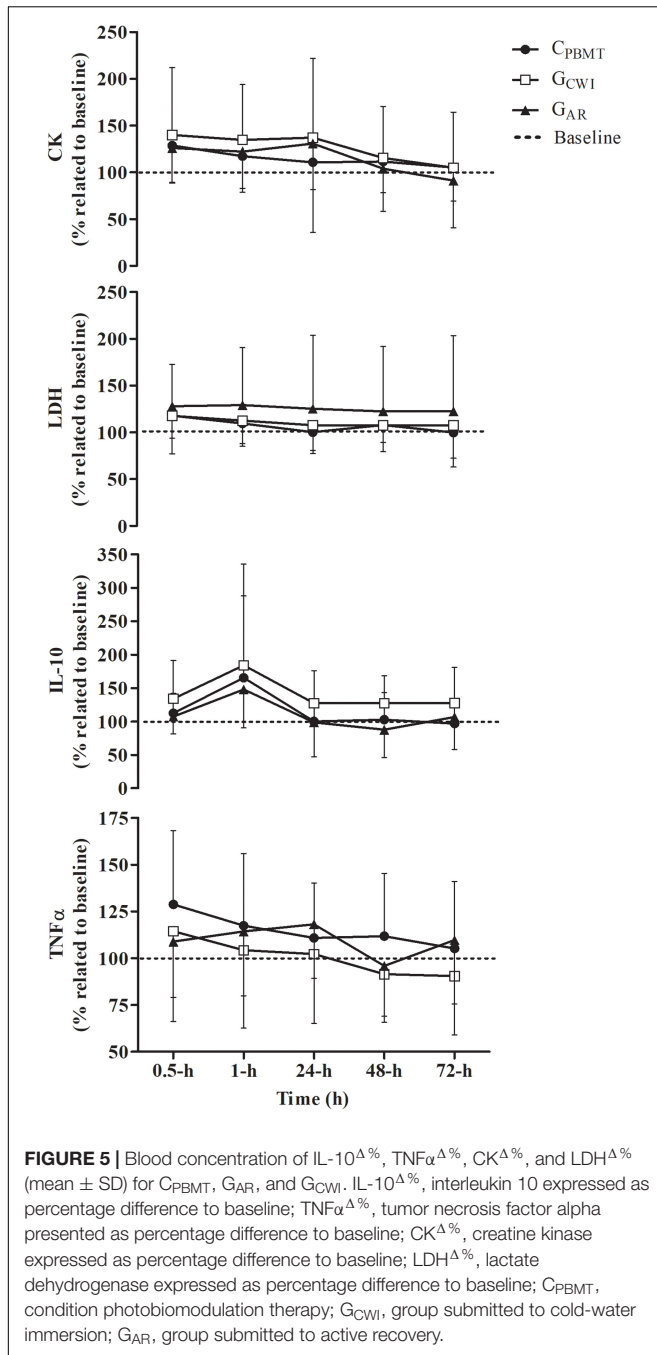 250
200
150
100
50
0
CK
(% related to baseline)
C_PBMT
G_CWI
G_AR
Baseline
250
200
150
100
50
0
LDH
(% related to baseline)
350
300
250
200
150
100
50
0
IL-10
(% related to baseline)
175
150
125
100
75
50
TNFα
(% related to baseline)
0.5-h 1-h 24-h 48-h 72-h
Time (h)
FIGURE 5 | Blood concentration of IL-10^Δ%, TNFα^Δ%, CK^Δ%, and LDH^Δ%
(mean ± SD) for C_PBMT, G_AR, and G_CWI. IL-10^Δ%, interleukin 10 expressed as
percentage difference to baseline; TNFα^Δ%, tumor necrosis factor alpha
presented as percentage difference to baseline; CK^Δ%, creatine kinase
expressed as percentage difference to baseline; LDH^Δ%, lactate
dehydrogenase expressed as percentage difference to baseline; C_PBMT,
condition photobiomodulation therapy; G_CWI, group submitted to cold-water
immersion; G_AR, group submitted to active recovery.